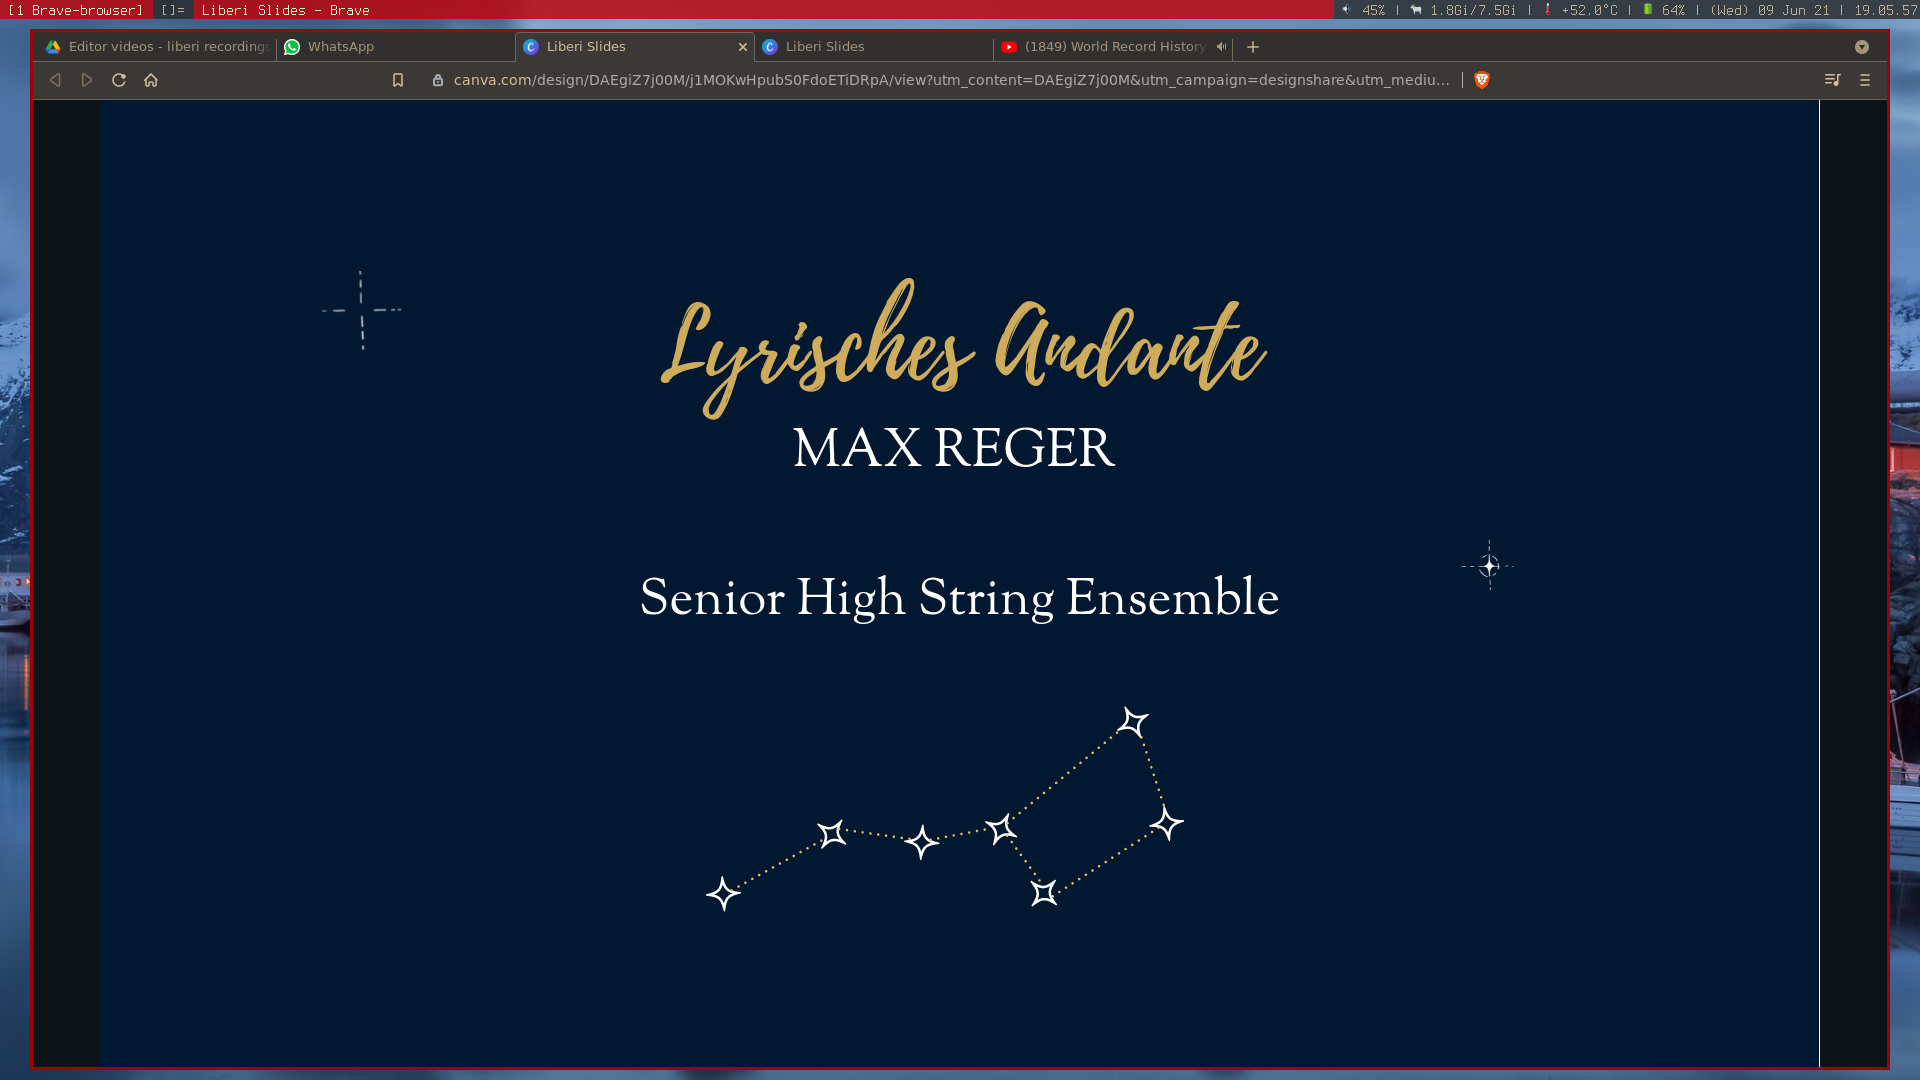 [1 Brave-browser] []= Liberi Slides - Brave 45% | 1.8Gi/7.5Gi | +52.0°C | 64% | (Wed) 09 Jun 21 | 19.05.57
Editor videos - liberi recordings WhatsApp Liberi Slides Liberi Slides (1849) World Record History
canva.com/design/DAEgiZ7j00M/j1MOKwHpubS0FdoETiDRpA/view?utm_content=DAEgiZ7j00M&utm_campaign=designshare&utm_mediu...
Lyrisches Andante
MAX REGER
Senior High String Ensemble